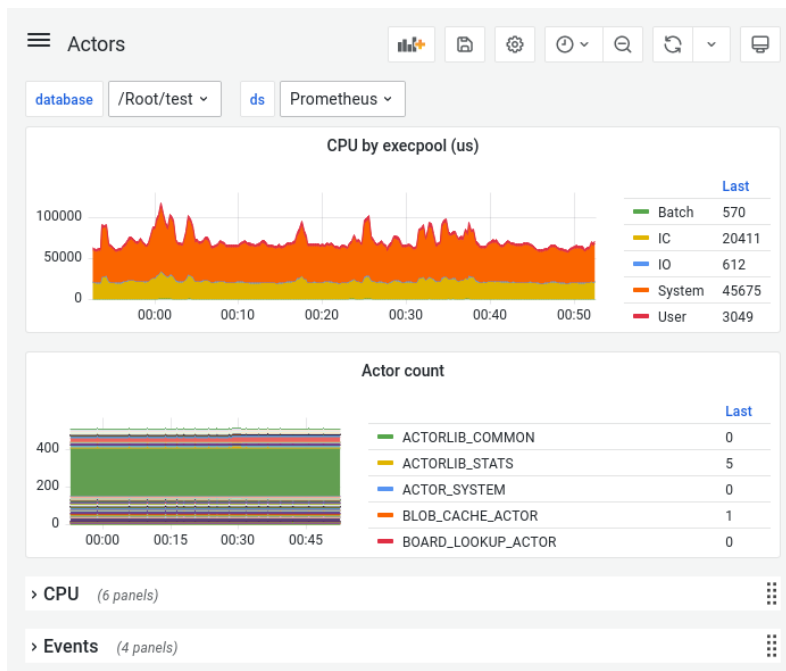 Actors
database /Root/test ds Prometheus
CPU by execpool (us)
Last
100000
50000
0
00:00 00:10 00:20 00:30 00:40 00:50
Batch 570
IC 20411
IO 612
System 45675
User 3049
Actor count
Last
400
200
0
00:00 00:15 00:30 00:45
ACTORLIB_COMMON 0
ACTORLIB_STATS 5
ACTOR_SYSTEM 0
BLOB_CACHE_ACTOR 1
BOARD_LOOKUP_ACTOR 0
CPU (6 panels)
Events (4 panels)